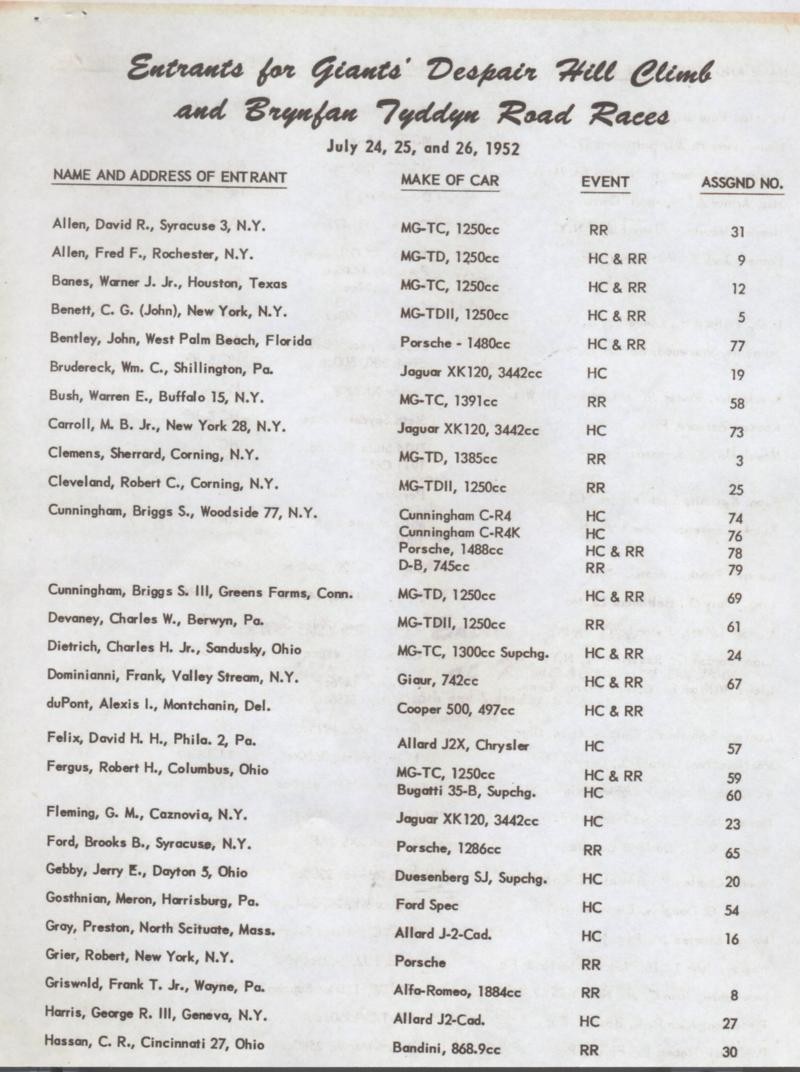 Entrants for Giants' Despair Hill Climb
and Brynfan Tyddyn Road Races
July 24, 25, and 26, 1952
NAME AND ADDRESS OF ENTRANT MAKE OF CAR EVENT ASSGND NO.
Allen, David R., Syracuse 3, N.Y. MG-TC, 1250cc RR 31
Allen, Fred F., Rochester, N.Y. MG-TD, 1250cc HC & RR 9
Banes, Warner J. Jr., Houston, Texas MG-TC, 1250cc HC & RR 12
Benett, C. G. (John), New York, N.Y. MG-TDII, 1250cc HC & RR 5
Bentley, John, West Palm Beach, Florida Porsche - 1480cc HC & RR 77
Brudereck, Wm. C., Shillington, Pa. Jaguar XK120, 3442cc HC 19
Bush, Warren E., Buffalo 15, N.Y. MG-TC, 1391cc RR 58
Carroll, M. B. Jr., New York 28, N.Y. Jaguar XK120, 3442cc HC 73
Clemens, Sherrard, Corning, N.Y. MG-TD, 1385cc RR 3
Cleveland, Robert C., Corning, N.Y. MG-TDII, 1250cc RR 25
Cunningham, Briggs S., Woodside 77, N.Y. Cunningham C-R4 HC 74
Cunningham C-R4K HC 76
Porsche, 1488cc HC & RR 78
D-B, 745cc RR 79
Cunningham, Briggs S. III, Greens Farms, Conn. MG-TD, 1250cc HC & RR 69
Devaney, Charles W., Berwyn, Pa. MG-TDII, 1250cc RR 61
Dietrich, Charles H. Jr., Sandusky, Ohio MG-TC, 1300cc Supchg. HC & RR 24
Dominianni, Frank, Valley Stream, N.Y. Giaur, 742cc HC & RR 67
duPont, Alexis I., Montchanin, Del. Cooper 500, 497cc HC & RR
Felix, David H. H., Phila. 2, Pa. Allard J2X, Chrysler HC 57
Fergus, Robert H., Columbus, Ohio MG-TC, 1250cc HC & RR 59
Bugatti 35-B, Supchg. HC 60
Fleming, G. M., Caznovia, N.Y. Jaguar XK120, 3442cc HC 23
Ford, Brooks B., Syracuse, N.Y. Porsche, 1286cc RR 65
Gebby, Jerry E., Dayton 5, Ohio Duesenberg SJ, Supchg. HC 20
Gosthnian, Meron, Harrisburg, Pa. Ford Spec HC 54
Gray, Preston, North Scituate, Mass. Allard J-2-Cad. HC 16
Grier, Robert, New York, N.Y. Porsche RR
Griswold, Frank T. Jr., Wayne, Pa. Alfa-Romeo, 1884cc RR 8
Harris, George R. III, Geneva, N.Y. Allard J2-Cad. HC 27
Hassan, C. R., Cincinnati 27, Ohio Bandini, 868.9cc RR 30